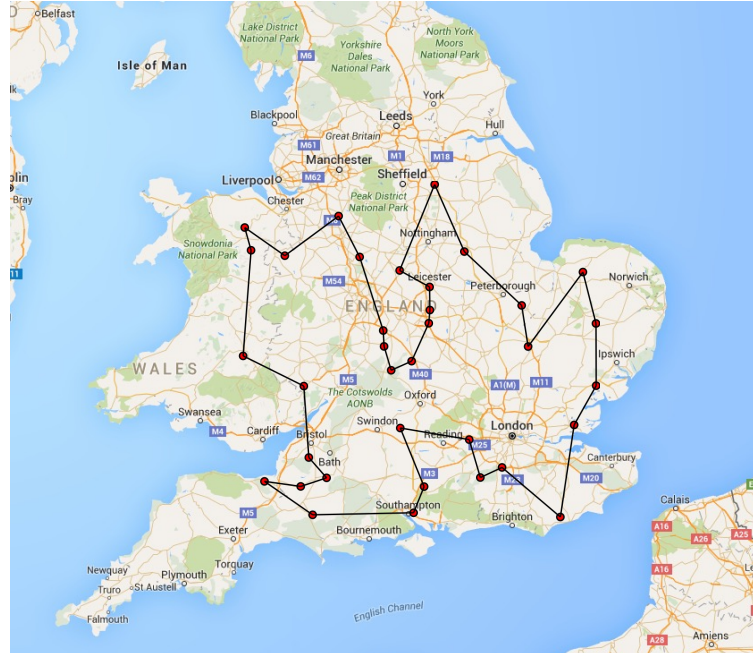 Belfast
Lake District
National Park
North York
Moors
National Park
Yorkshire
Dales
National Park
M6
Isle of Man
York
Blackpool
Leeds
Hull
Great Britain
M61
M1
M18
Manchester
M62
Sheffield
Liverpool
Chester
Peak District
National Park
Bray
Snowdonia
National Park
Nottingham
11
M54
Leicester
Peterborough
Norwich
ENGLAND
WALES
M5
M40
A1(M)
M11
Ipswich
The Cotswolds
AONB
Oxford
Swansea
Cardiff
M4
Swindon
Bristol
Reading
London
M25
Bath
M3
M23
Canterbury
M20
Southampton
M5
Exeter
Bournemouth
Brighton
Calais
A16
A26
A25
A16
Newquay
Truro
St Austell
Plymouth
Torquay
Falmouth
English Channel
A29
Amiens
A28